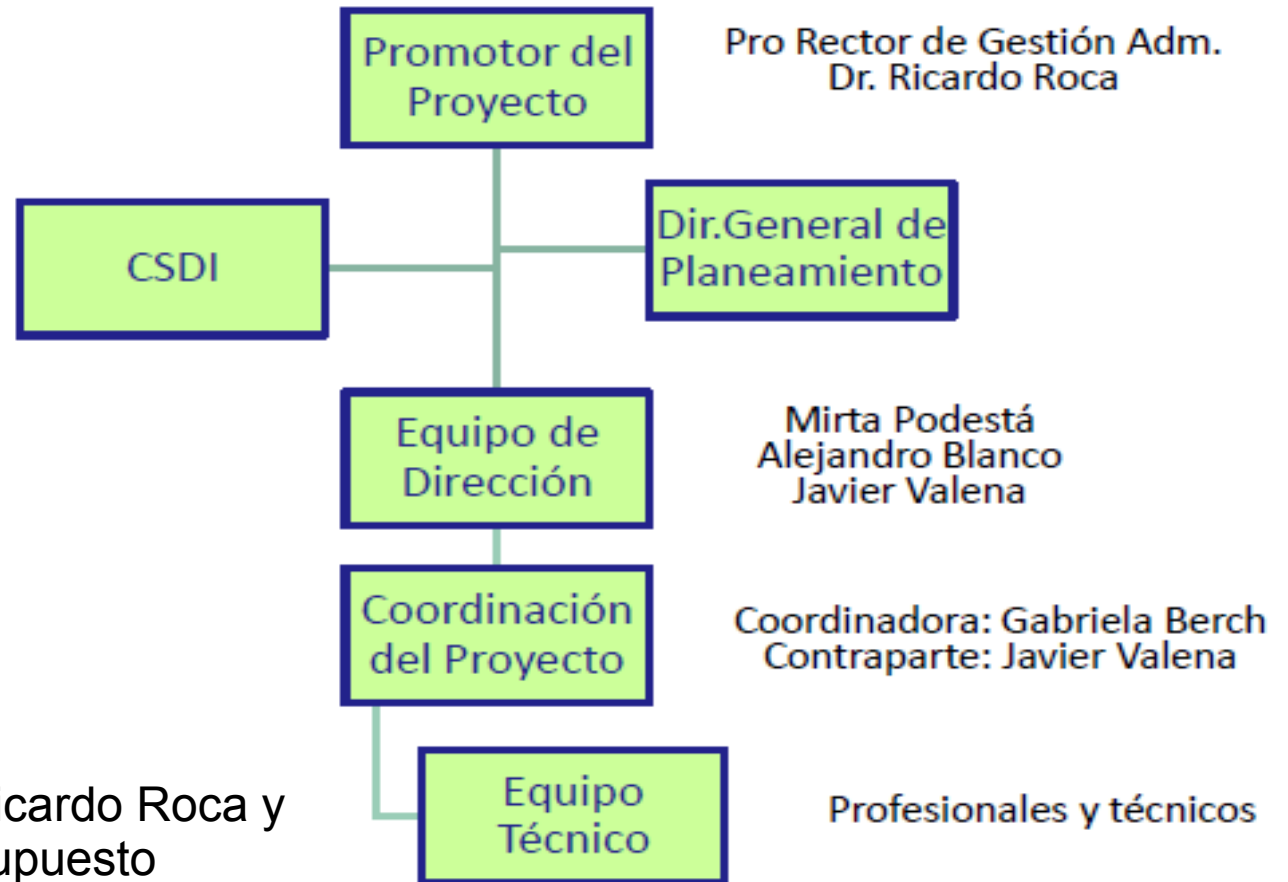 Promotor del
Proyecto
Pro Rector de Gestión Adm.
Dr. Ricardo Roca
CSDI
Dir.General de
Planeamiento
Equipo de
Dirección
Mirta Podestá
Alejandro Blanco
Javier Valena
Coordinación
del Proyecto
Coordinadora: Gabriela Berch
Contraparte: Javier Valena
Equipo
Técnico
Profesionales y técnicos
icardo Roca y
upuesto